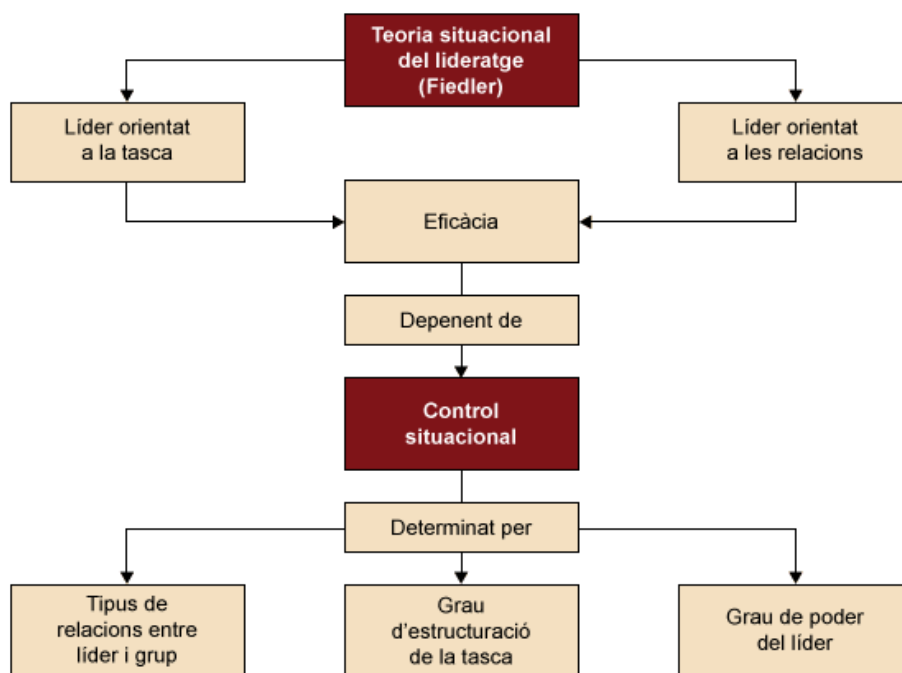 Teoria situacional
del lideratge
(Fiedler)
Líder orientat
a la tasca
Líder orientat
a les relacions
Eficàcia
Depenent de
Control
situacional
Determinat per
Tipus de
relacions entre
líder i grup
Grau
d’estructuració
de la tasca
Grau de poder
del líder